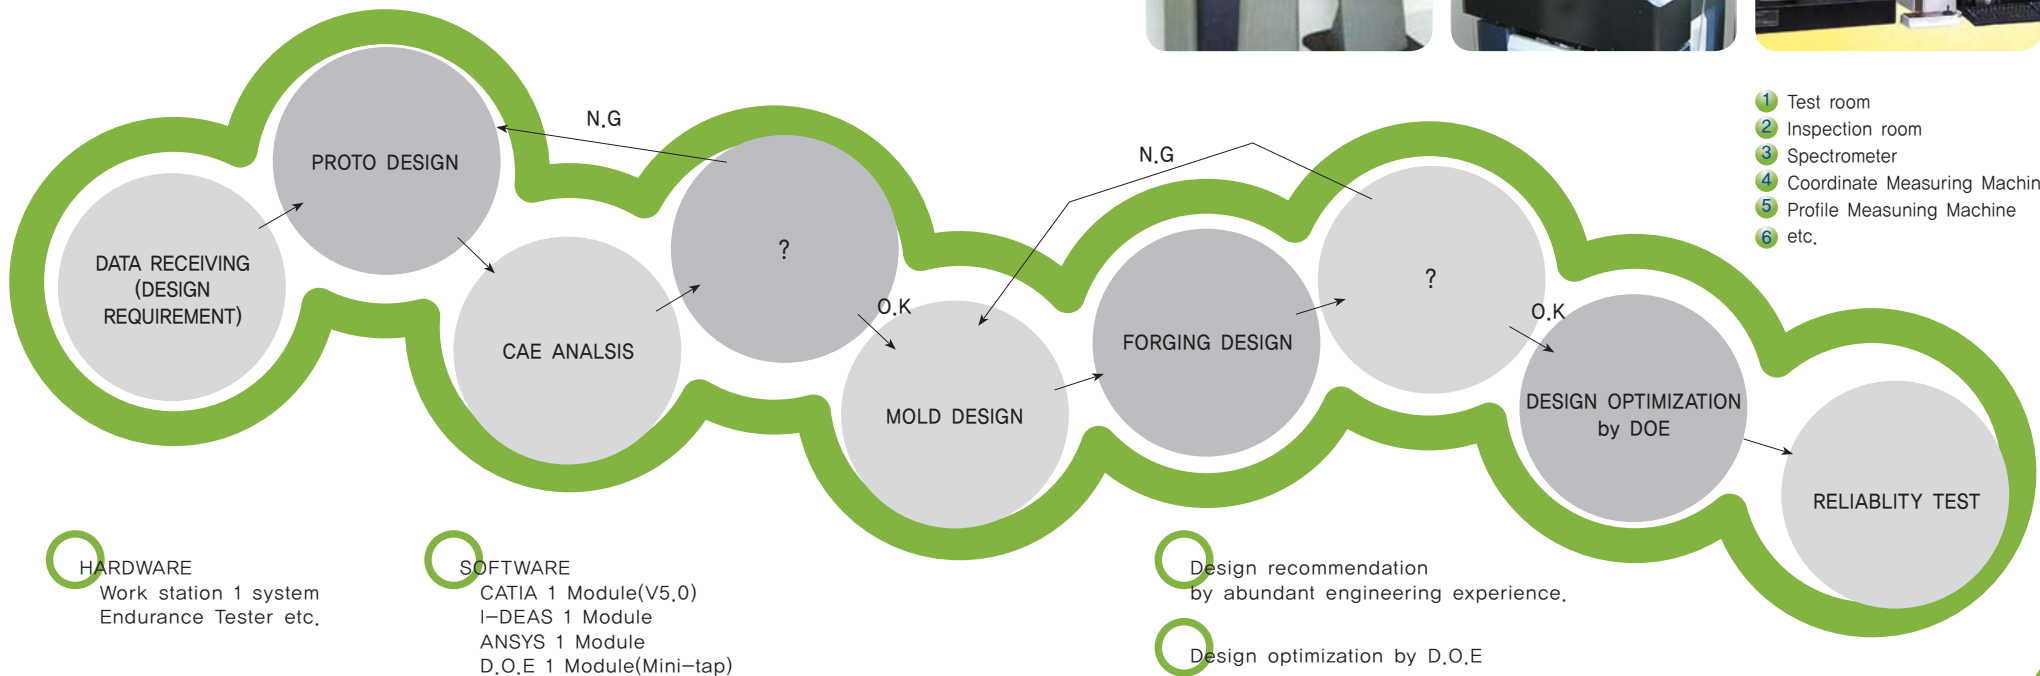 1 Test room
2 Inspection room
3 Spectrometer
4 Coordinate Measuring Machin
5 Profile Measuning Machine
6 etc.
DATA RECEIVING
(DESIGN
REQUIREMENT)
PROTO DESIGN
N.G
CAE ANALSIS
?
O.K
MOLD DESIGN
N.G
FORGING DESIGN
?
O.K
DESIGN OPTIMIZATION
by DOE
RELIABLITY TEST
HARDWARE
Work station 1 system
Endurance Tester etc.
SOFTWARE
CATIA 1 Module(V5.0)
I-DEAS 1 Module
ANSYS 1 Module
D.O.E 1 Module(Mini-tap)
Design recommendation
by abundant engineering experience.
Design optimization by D.O.E